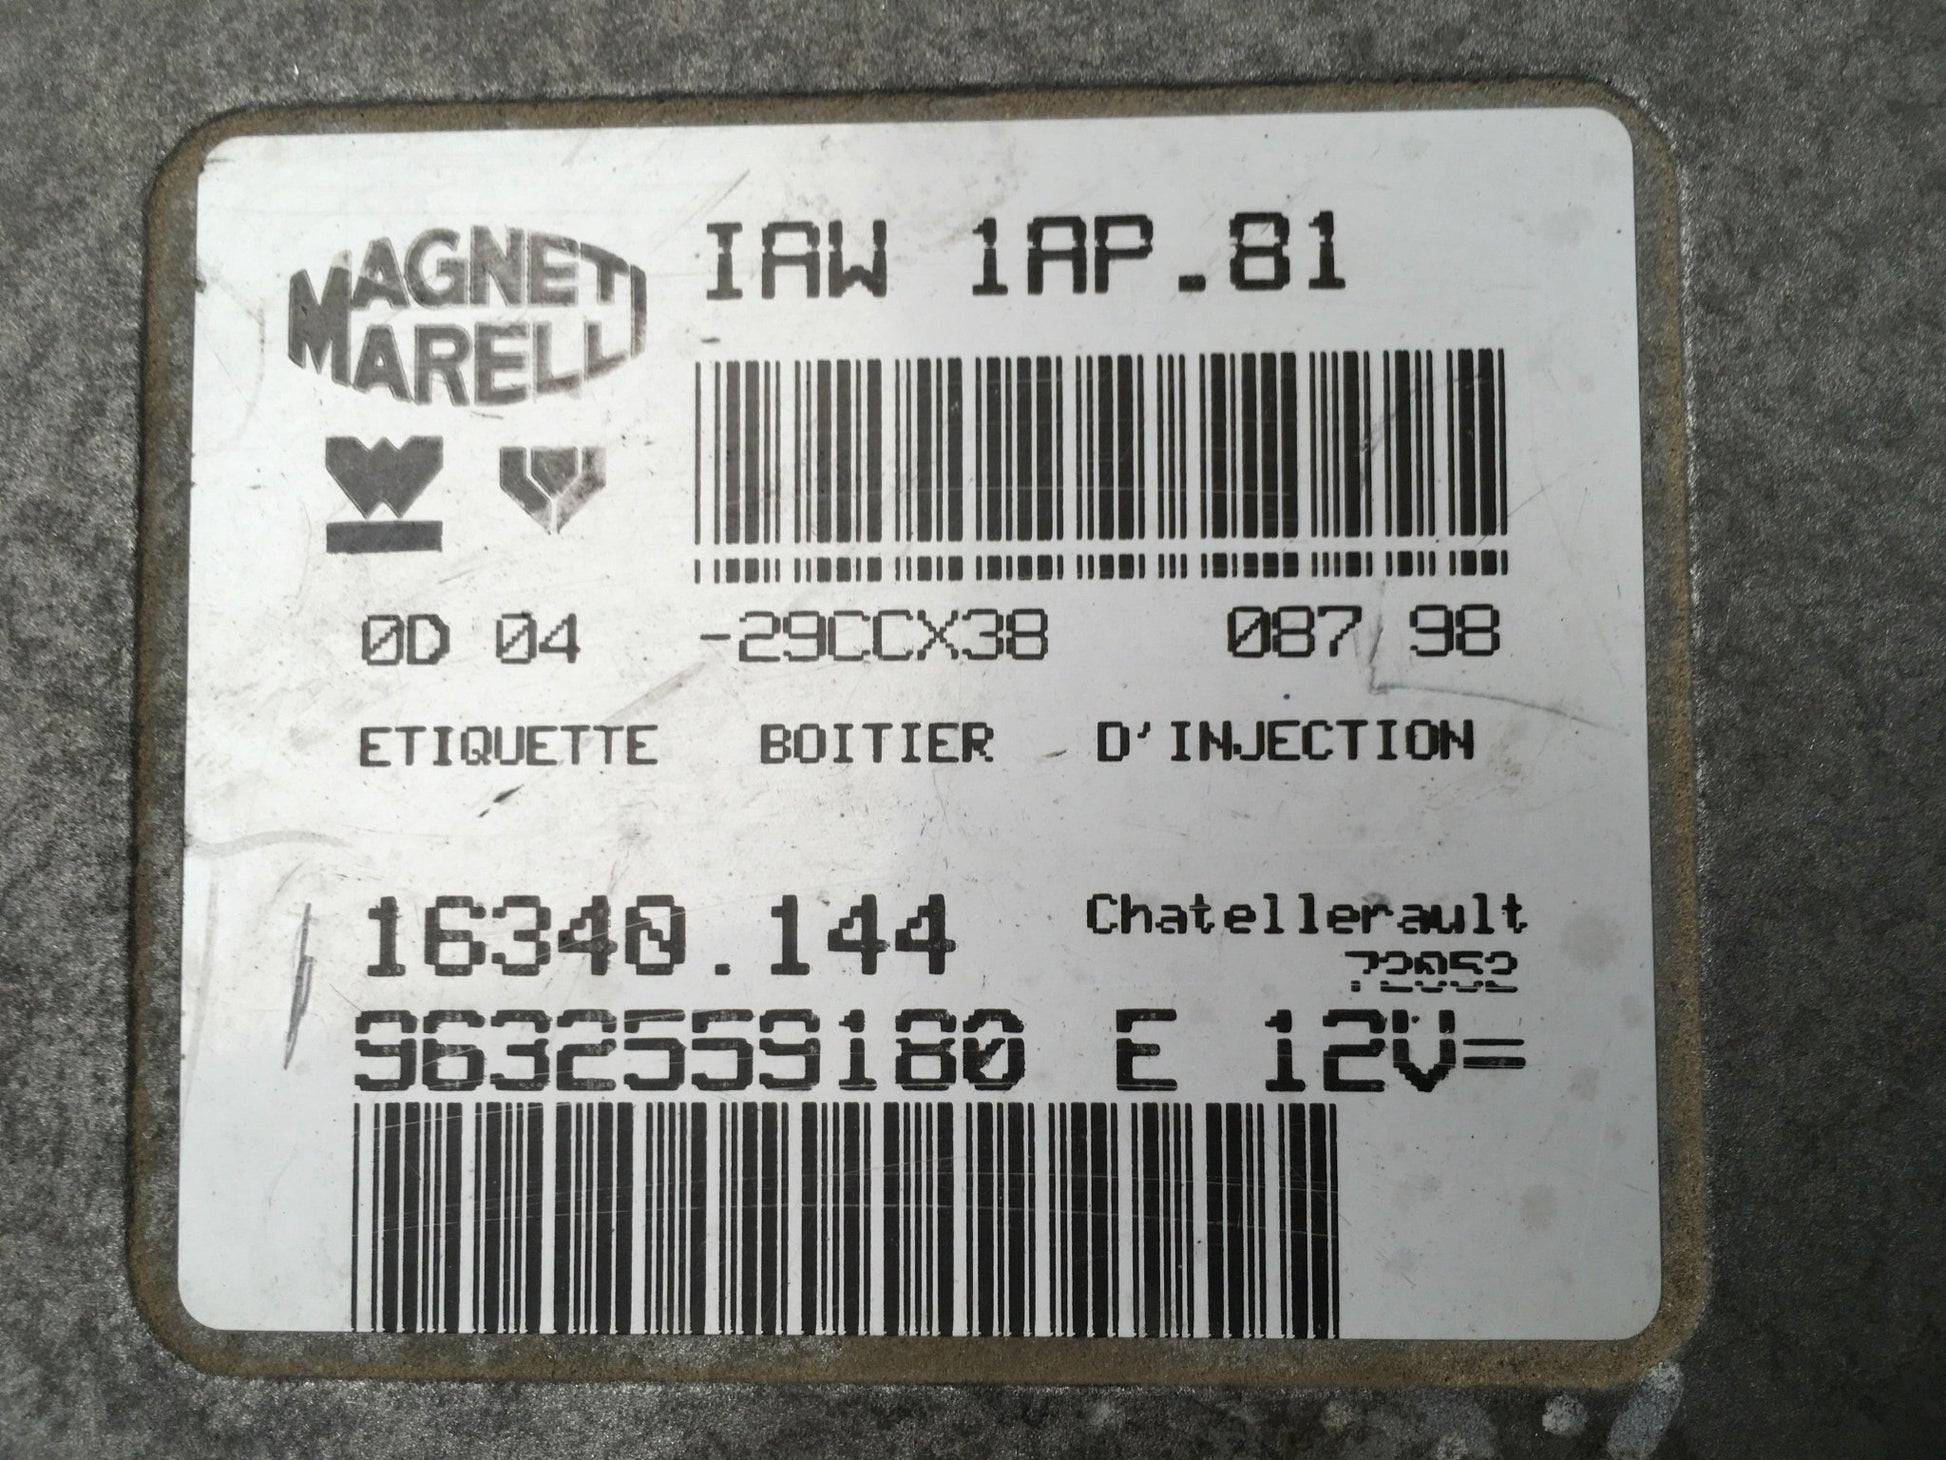 MAGNETI
MARELLI
IAW 1AP.81
0D 04 -29CCX38 087 98
ETIQUETTE BOITIER D'INJECTION
16340.144
Chatellerault
72052
9632559180 E 12V=